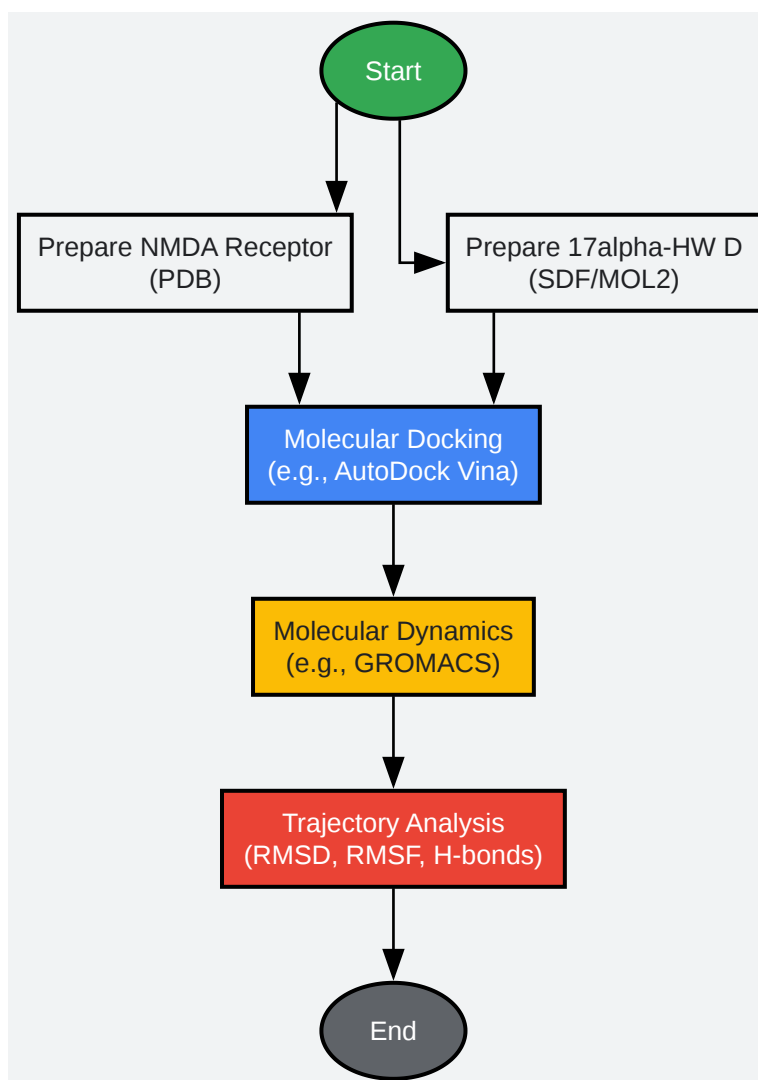 Start
Prepare NMDA Receptor
(PDB)
Prepare 17alpha-HW D
(SDF/MOL2)
Molecular Docking
(e.g., AutoDock Vina)
Molecular Dynamics
(e.g., GROMACS)
Trajectory Analysis
(RMSD, RMSF, H-bonds)
End